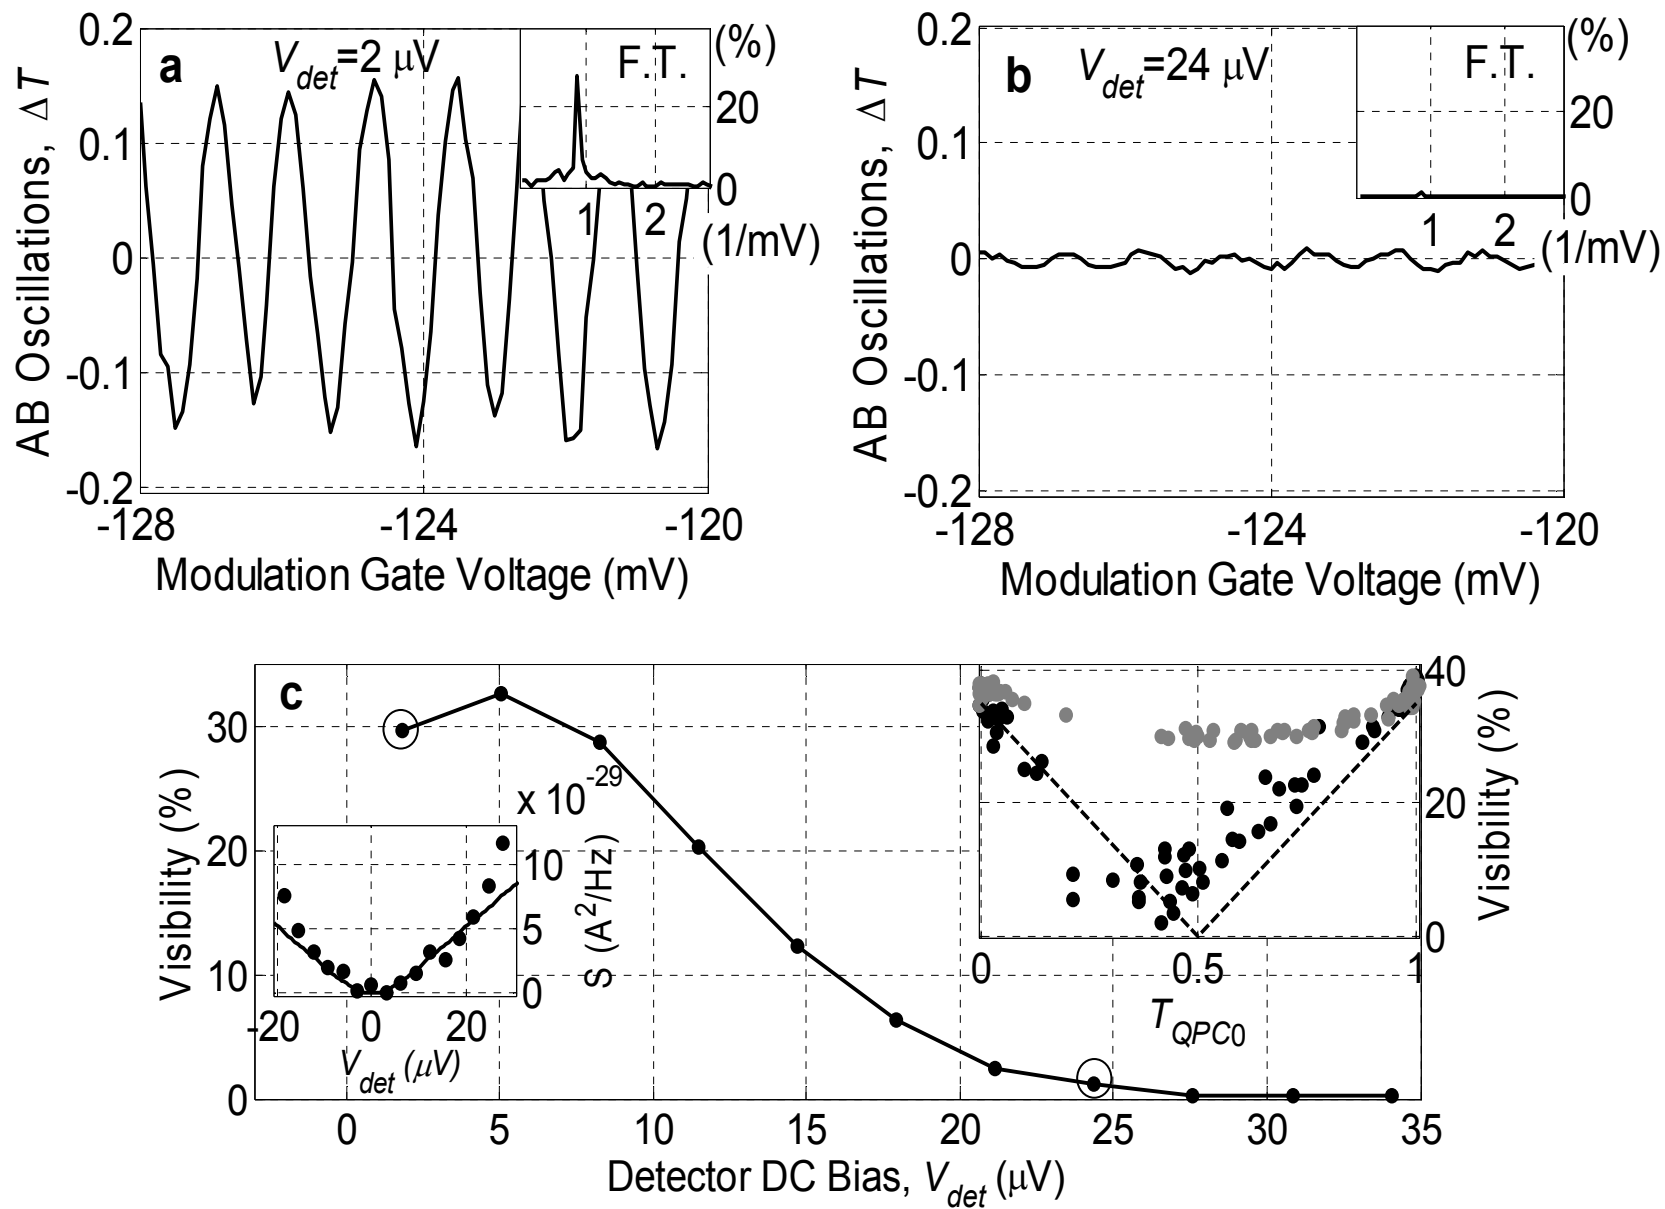 a
V_det=2 μV
F.T.
(%)
20
0
1
2
(1/mV)
0.2
0.1
0
-0.1
-0.2
AB Oscillations, ΔT
-128
-124
-120
Modulation Gate Voltage (mV)
b
V_det=24 μV
F.T.
(%)
20
0
1
2
(1/mV)
0.2
0.1
0
-0.1
-0.2
AB Oscillations, ΔT
-128
-124
-120
Modulation Gate Voltage (mV)
c
30
20
10
0
Visibility (%)
x 10^-29
10
5
0
S (A^2/Hz)
-20
0
20
V_det (μV)
40
20
0
Visibility (%)
0
0.5
1
T_QPC0
0
5
10
15
20
25
30
35
Detector DC Bias, V_det (μV)